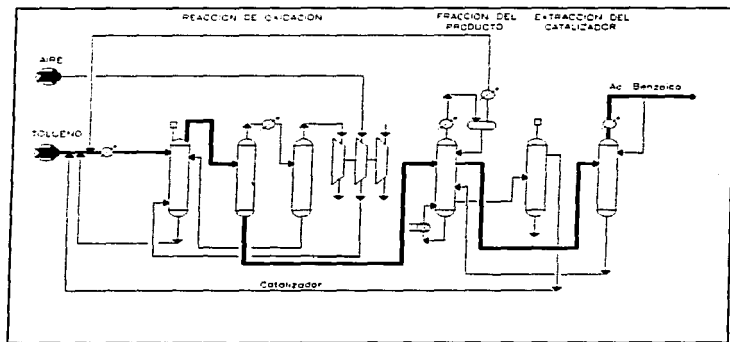 REACCION DE OXIDACION
FRACCION DEL
PRODUCTO
EXTRACCION DEL
CATALIZADOR
AIRE
Ac. Benzoico
TOLUENO
Catalizador